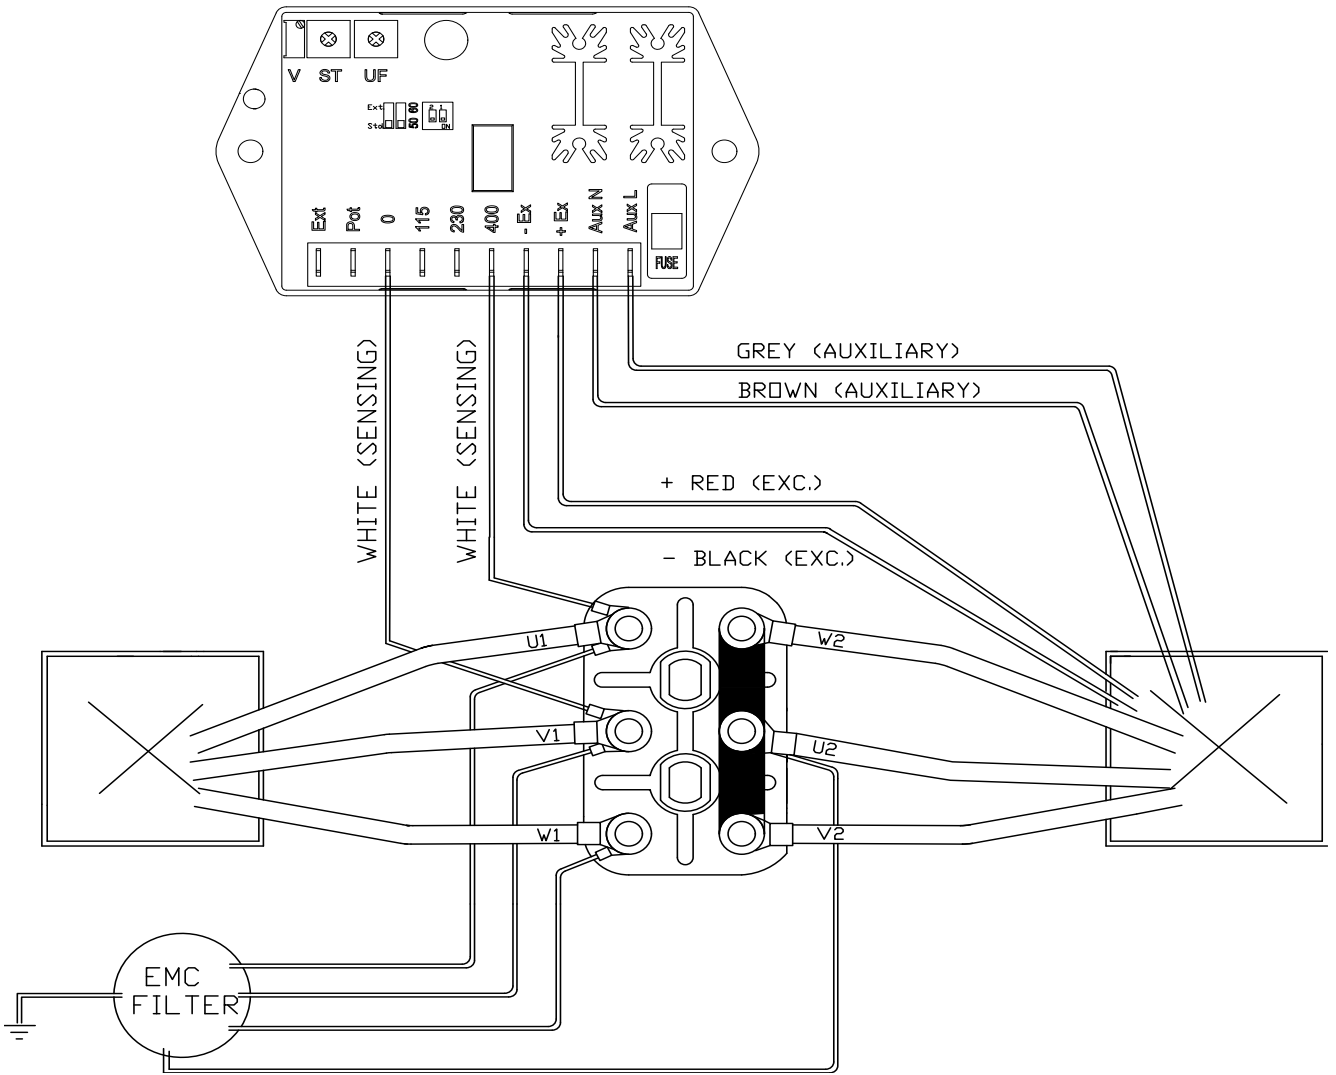 V ST UF
Ext
Std
50 60
2 1
ON
Ext
Pot
0
115
230
400
- Ex
+ Ex
Aux N
Aux L
FUSE
WHITE (SENSING)
WHITE (SENSING)
GREY (AUXILIARY)
BROWN (AUXILIARY)
+ RED (EXC.)
- BLACK (EXC.)
U1
W2
V1
U2
W1
V2
EMC
FILTER